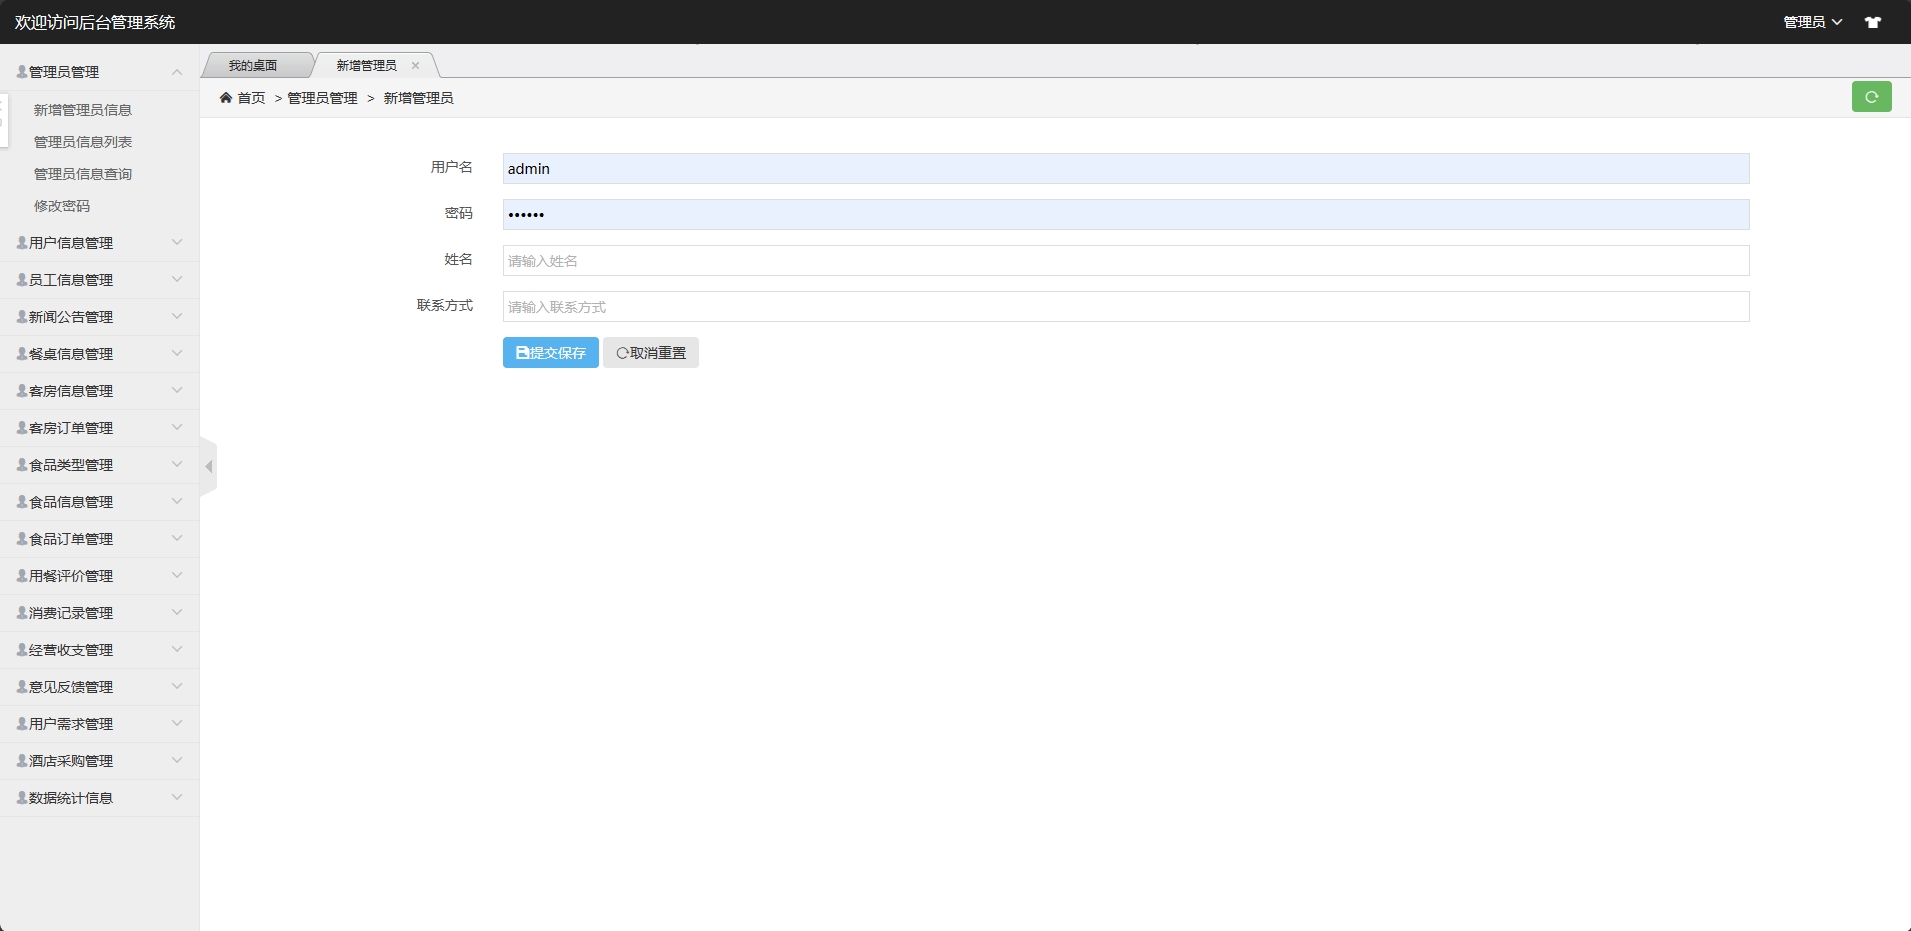 欢迎访问后台管理系统
管理员
管理员管理
新增管理员信息
管理员信息列表
管理员信息查询
修改密码
用户信息管理
员工信息管理
新闻公告管理
餐桌信息管理
客房信息管理
客房订单管理
食品类型管理
食品信息管理
食品订单管理
用餐评价管理
消费记录管理
经营收支管理
意见反馈管理
用户需求管理
酒店采购管理
数据统计信息
我的桌面
新增管理员
首页 > 管理员管理 > 新增管理员
用户名 admin
密码 ••••••
姓名 请输入姓名
联系方式 请输入联系方式
提交保存 取消重置